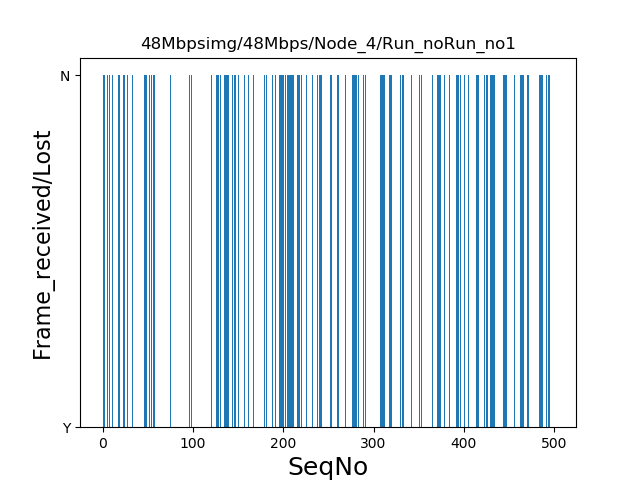 48Mbpsimg/48Mbps/Node_4/Run_noRun_no1
N
Frame_received/Lost
Y
0 100 200 300 400 500
SeqNo